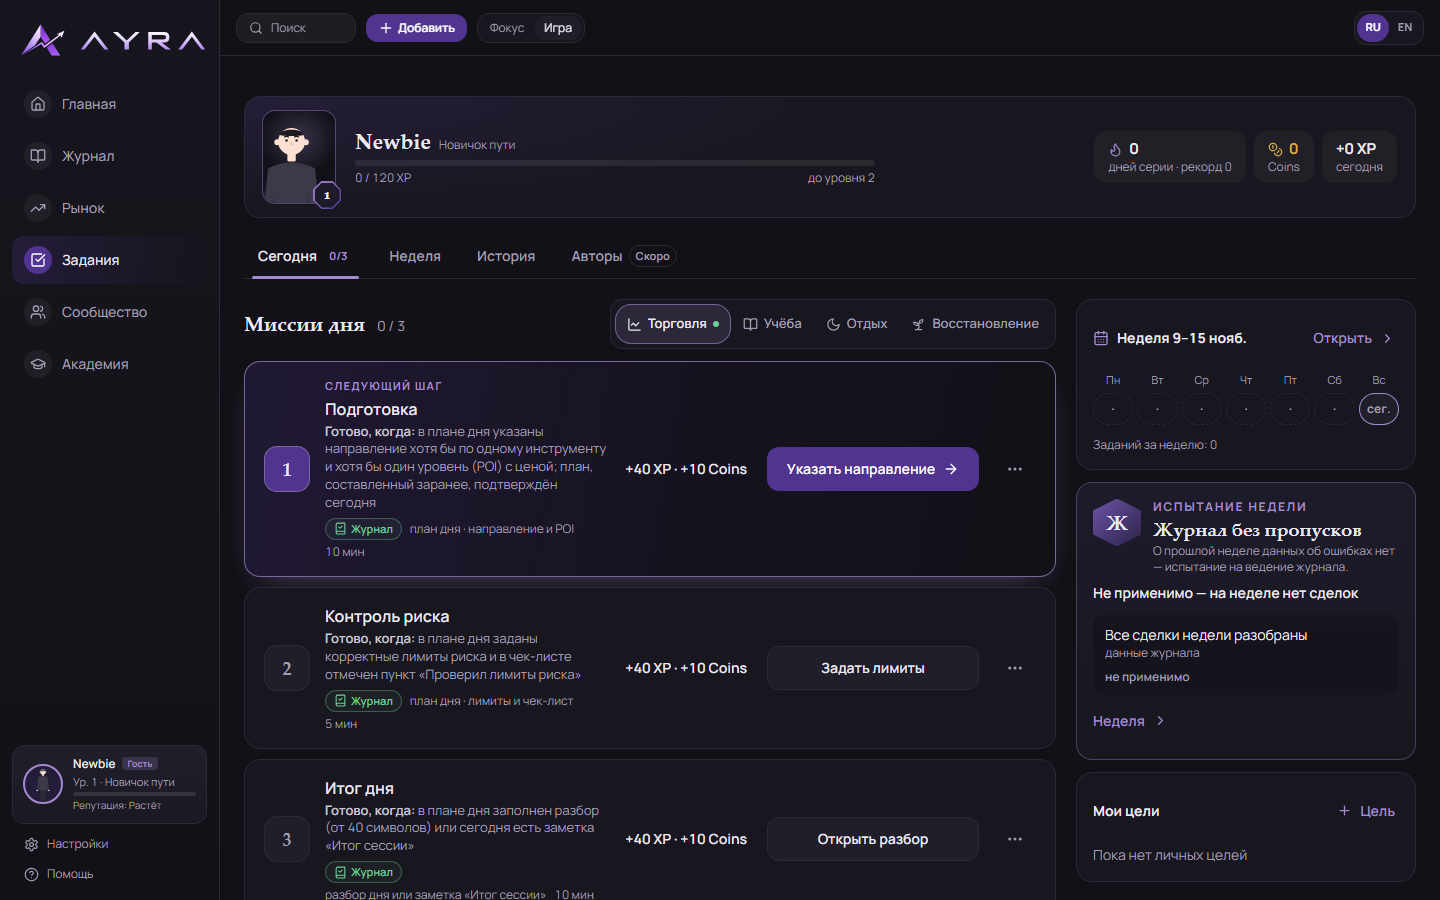 AYRA
Поиск
Добавить
Фокус
Игра
RU
EN
Главная
Журнал
Рынок
Задания
Сообщество
Академия
Newbie Гость
Ур. 1 · Новичок пути
Репутация: Растёт
Настройки
Помощь
Newbie Новичок пути
0 / 120 XP
до уровня 2
1
0
дней серии · рекорд 0
0
Coins
+0 XP
сегодня
Сегодня 0/3
Неделя
История
Авторы Скоро
Миссии дня 0 / 3
Торговля
Учёба
Отдых
Восстановление
СЛЕДУЮЩИЙ ШАГ
1
Подготовка
Готово, когда: в плане дня указаны
направление хотя бы по одному инструменту
и хотя бы один уровень (POI) с ценой; план,
составленный заранее, подтверждён
сегодня
Журнал план дня · направление и POI
10 мин
+40 XP · +10 Coins
Указать направление
2
Контроль риска
Готово, когда: в плане дня заданы
корректные лимиты риска и в чек-листе
отмечен пункт «Проверил лимиты риска»
Журнал план дня · лимиты и чек-лист
5 мин
+40 XP · +10 Coins
Задать лимиты
3
Итог дня
Готово, когда: в плане дня заполнен разбор
(от 40 символов) или сегодня есть заметка
«Итог сессии»
Журнал
разбор дня или заметка «Итог сессии» 10 мин
+40 XP · +10 Coins
Открыть разбор
Неделя 9–15 нояб.
Открыть
Пн Вт Ср Чт Пт Сб Вс
· · · · · · сег.
Заданий за неделю: 0
Ж
ИСПЫТАНИЕ НЕДЕЛИ
Журнал без пропусков
О прошлой неделе данных об ошибках нет
— испытание на ведение журнала.
Не применимо — на неделе нет сделок
Все сделки недели разобраны
данные журнала
не применимо
Неделя
Мои цели
Цель
Пока нет личных целей